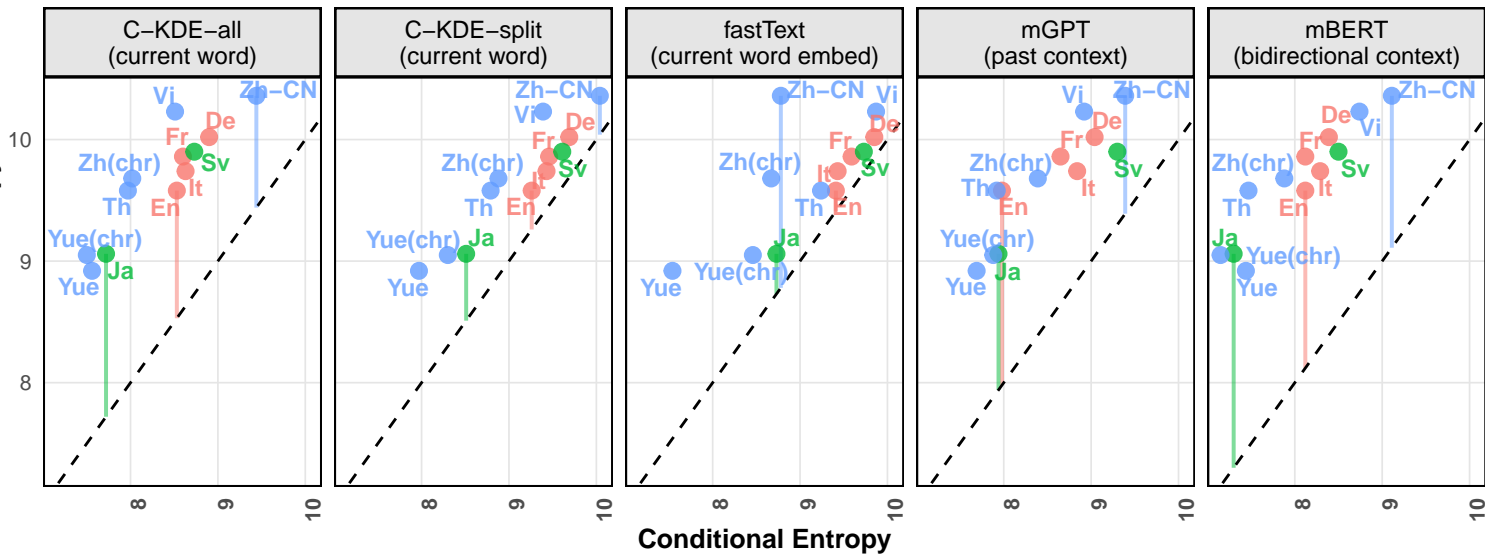 C−KDE−all
(current word)
C−KDE−split
(current word)
fastText
(current word embed)
mGPT
(past context)
mBERT
(bidirectional context)
10
9
8
Vi
Zh−CN
De
Fr
Sv
Zh(chr)
It
Th
En
Yue(chr)
Ja
Yue
Zh−CN
Vi
De
Fr
Sv
Zh(chr)
It
Th
En
Ja
Yue(chr)
Yue
Zh−CN
Vi
De
Fr
Sv
Zh(chr)
It
Th
En
Ja
Yue(chr)
Yue
Vi
Zh−CN
De
Fr
Sv
Zh(chr)
Th
It
En
Yue(chr)
Ja
Yue
Zh−CN
De
Vi
Fr
Sv
Zh(chr)
It
Th
En
Ja
Yue(chr)
Yue
8 9 10
8 9 10
8 9 10
8 9 10
8 9 10
Conditional Entropy